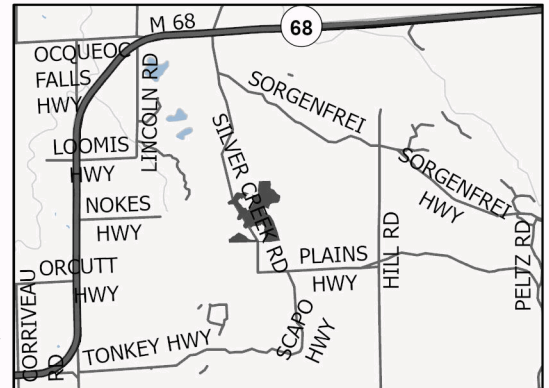 M 68
68
OCQUEOC
FALLS
HWY
LINCOLN RD
SORGENFREI
SILVER CREEK RD
LOOMIS
HWY
SORGENFREI
HWY
NOKES
HWY
HILL RD
PELTZ RD
PLAINS
HWY
ORCUTT
HWY
CORRIVEAU
RD
SCAPO
HWY
TONKEY HWY